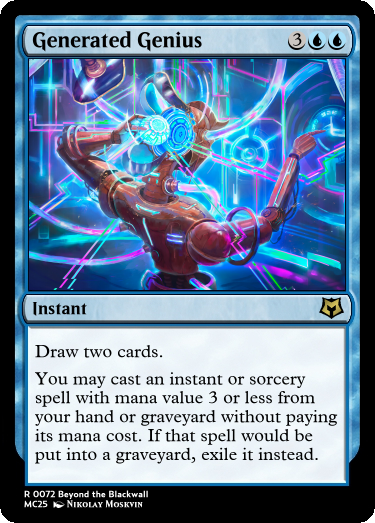 Generated Genius 3
Instant
Draw two cards.
You may cast an instant or sorcery
spell with mana value 3 or less from
your hand or graveyard without paying
its mana cost. If that spell would be
put into a graveyard, exile it instead.
R 0072 Beyond the Blackwall
MC25 Nikolay Moskvin